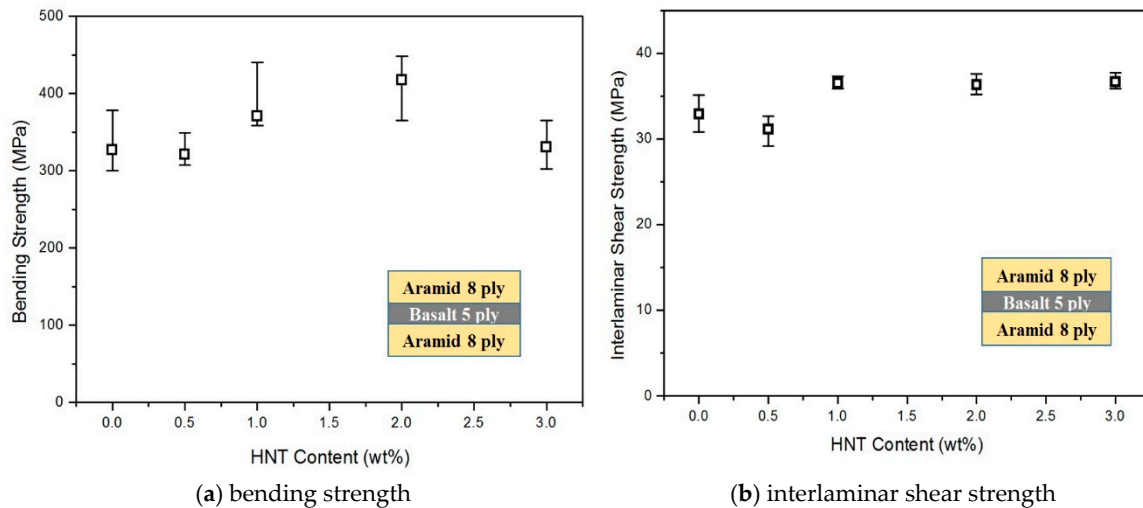 500
400
300
200
100
0
Bending Strength (MPa)
Aramid 8 ply
Basalt 5 ply
Aramid 8 ply
0.0 0.5 1.0 1.5 2.0 2.5 3.0
HNT Content (wt%)
(a) bending strength
40
30
20
10
0
Interlaminar Shear Strength (MPa)
Aramid 8 ply
Basalt 5 ply
Aramid 8 ply
0.0 0.5 1.0 1.5 2.0 2.5 3.0
HNT Content (wt%)
(b) interlaminar shear strength